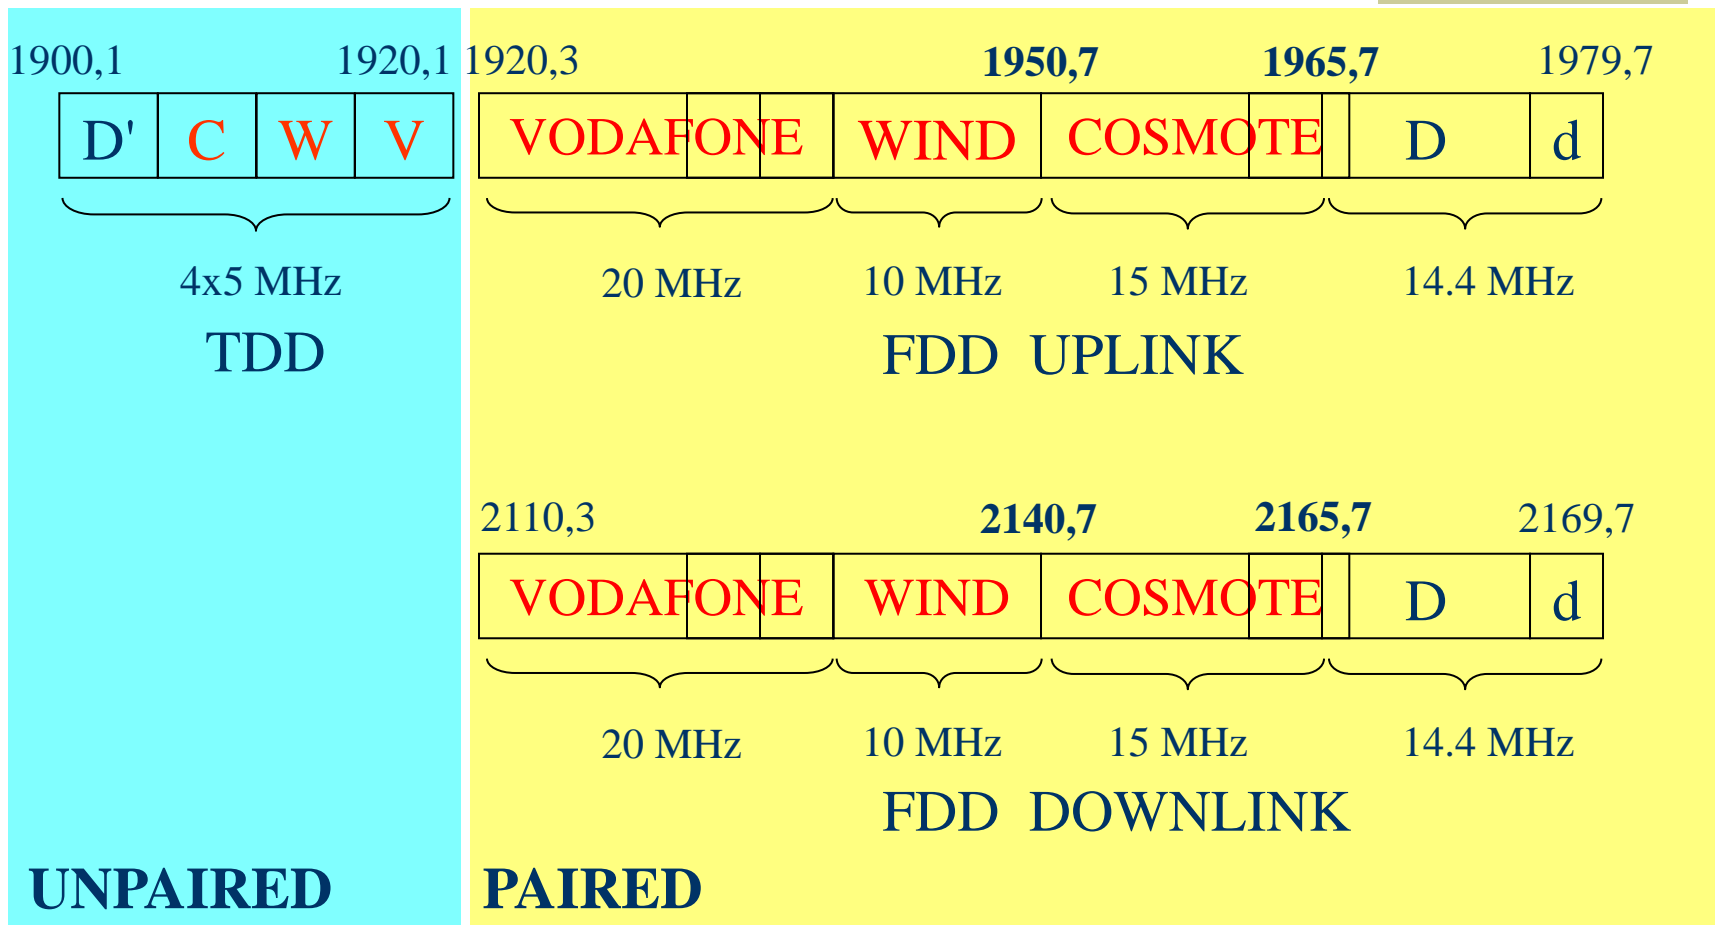 1900,1 1920,1 1920,3 1950,7 1965,7 1979,7
D' C W V VODAFONE WIND COSMOTE D d
4x5 MHz 20 MHz 10 MHz 15 MHz 14.4 MHz
TDD FDD UPLINK
2110,3 2140,7 2165,7 2169,7
VODAFONE WIND COSMOTE D d
20 MHz 10 MHz 15 MHz 14.4 MHz
FDD DOWNLINK
UNPAIRED PAIRED